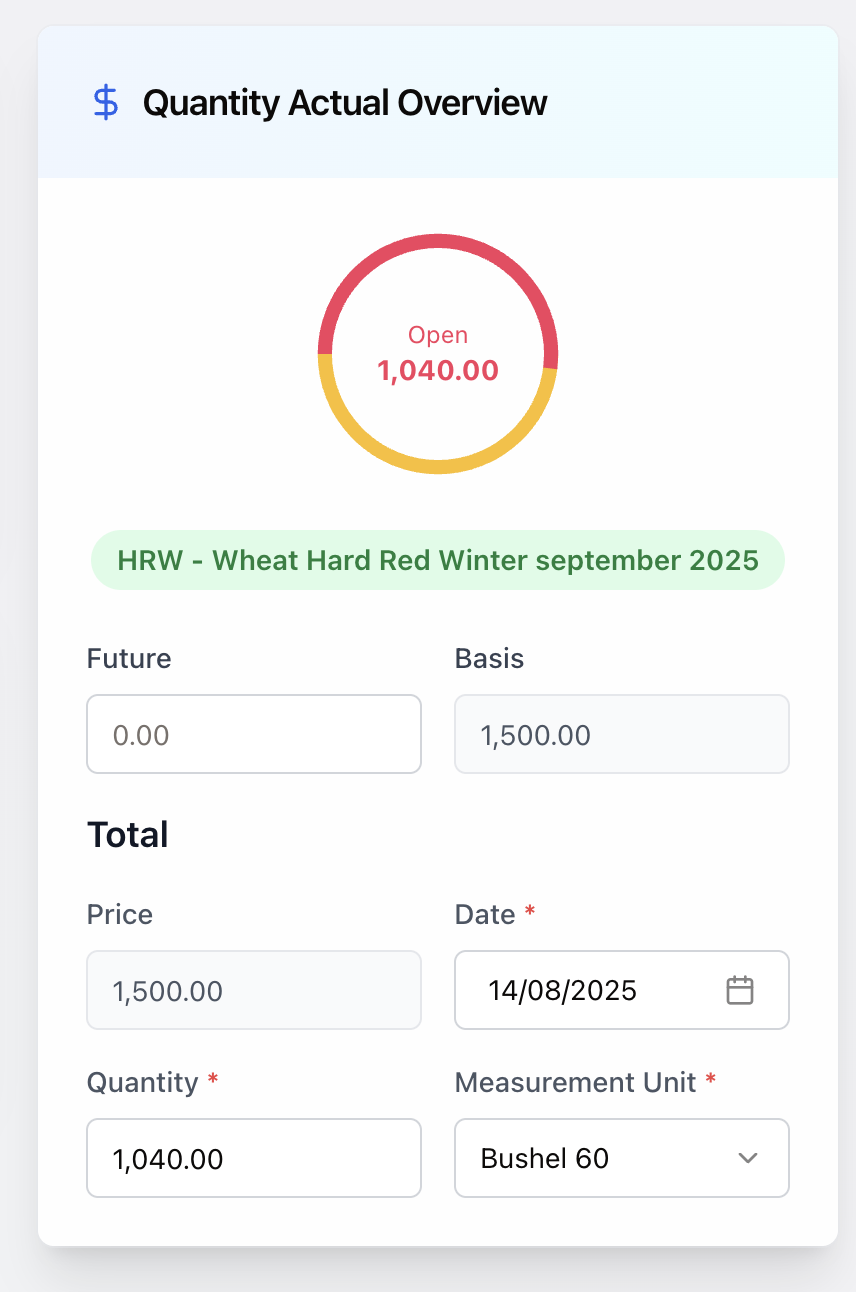 $ Quantity Actual Overview
Open
1,040.00
HRW - Wheat Hard Red Winter september 2025
Future
Basis
0.00
1,500.00
Total
Price
Date *
1,500.00
14/08/2025
Quantity *
Measurement Unit *
1,040.00
Bushel 60